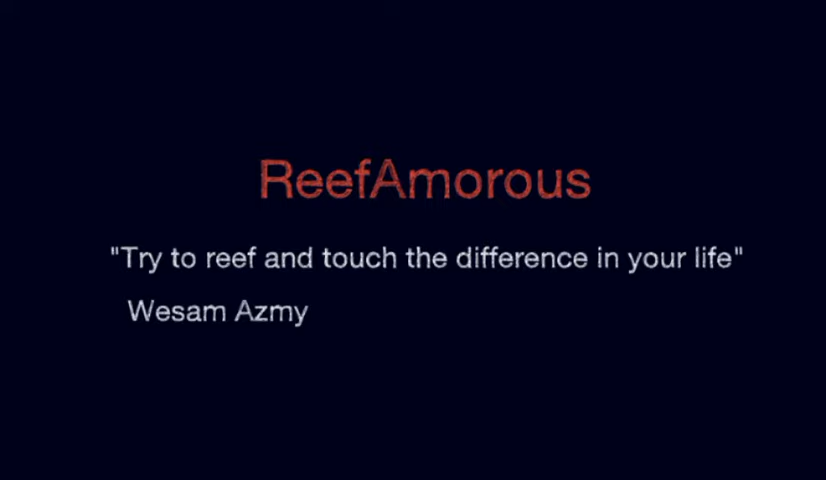 ReefAmorous
"Try to reef and touch the difference in your life"
Wesam Azmy